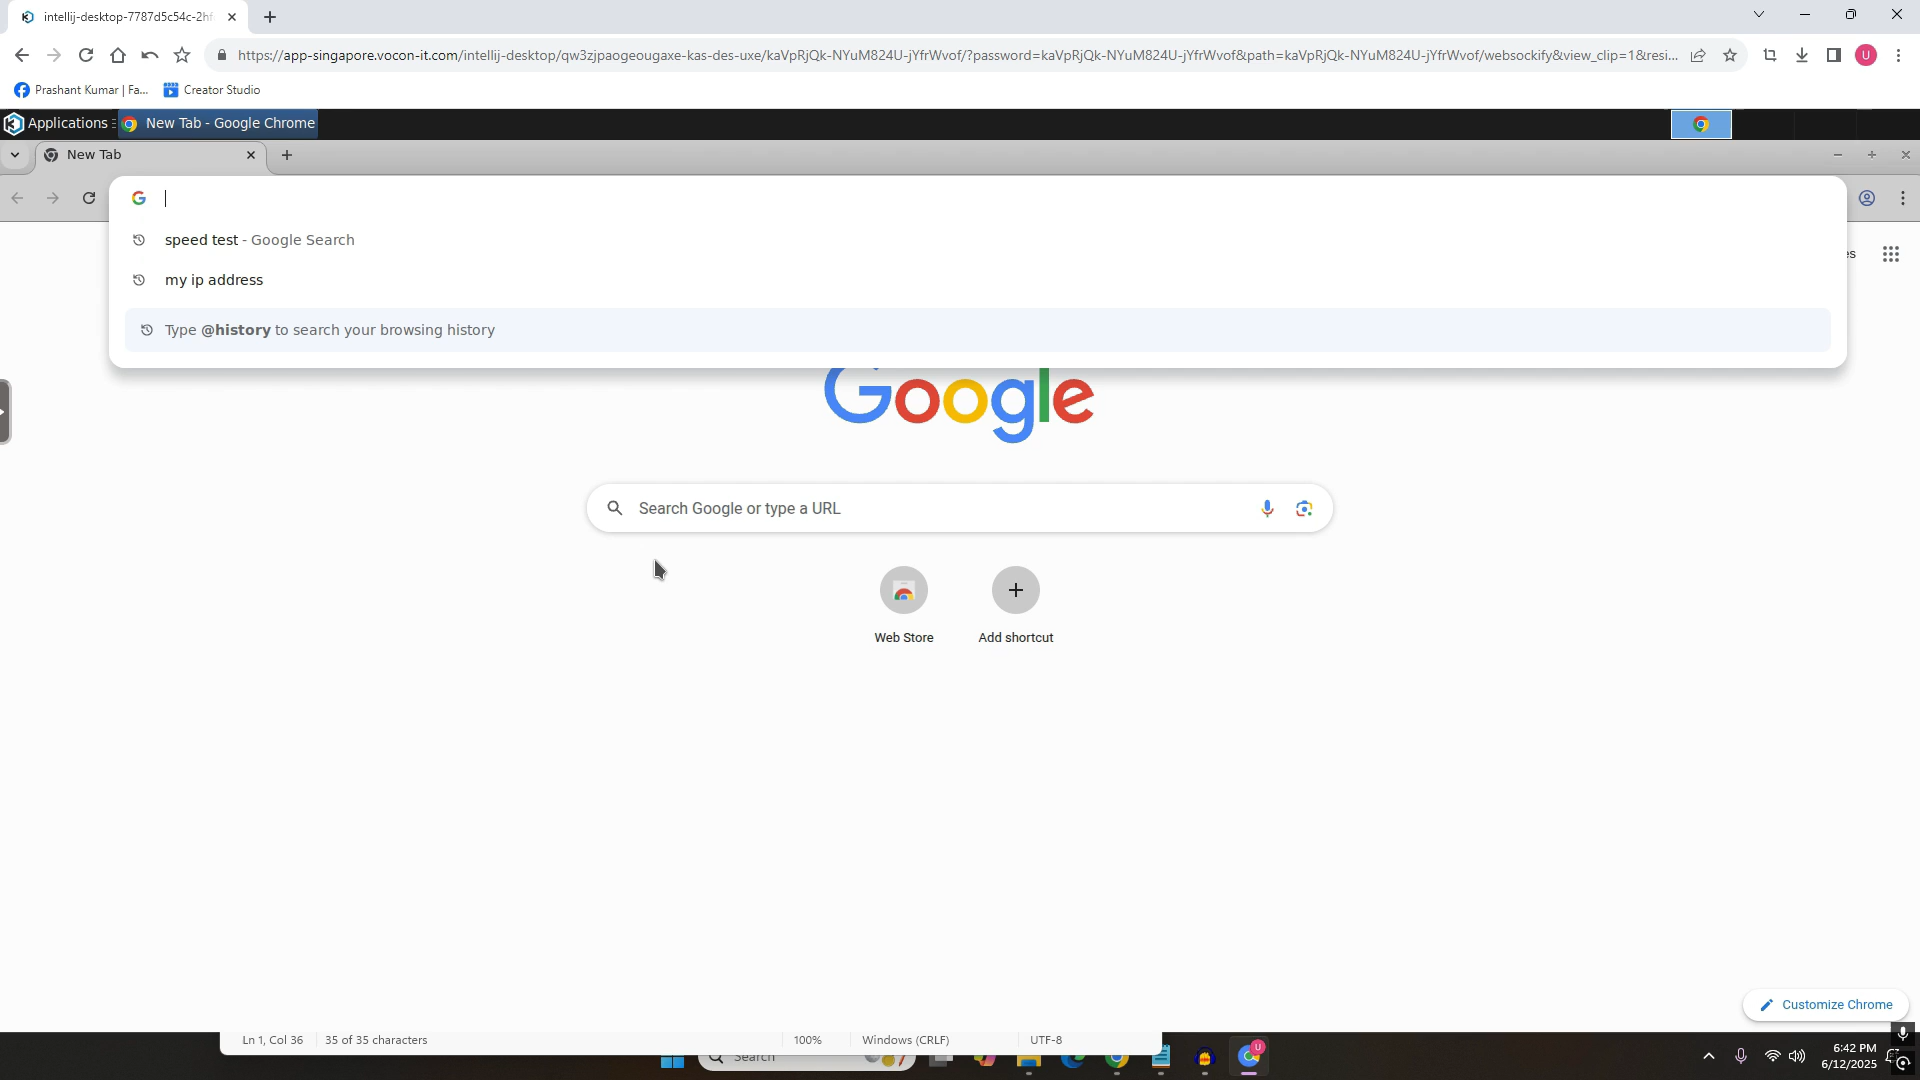 intellij-desktop-7787d5c54c-2hf
https://app-singapore.vocon-it.com/intellij-desktop/qw3zjpaogeougaxe-kas-des-uxe/kaVpRjQk-NYuM824U-jYfrWvof/?password=kaVpRjQk-NYuM824U-jYfrWvof&path=kaVpRjQk-NYuM824U-jYfrWvof/websockify&view_clip=1&resi...
U
Prashant Kumar | Fa...
Creator Studio
Applications
New Tab - Google Chrome
New Tab
speed test - Google Search
es
my ip address
Type @history to search your browsing history
Google
Search Google or type a URL
Web Store
Add shortcut
Customize Chrome
Ln 1, Col 36
35 of 35 characters
100%
Windows (CRLF)
UTF-8
Search
U
6:42 PM
6/12/2025